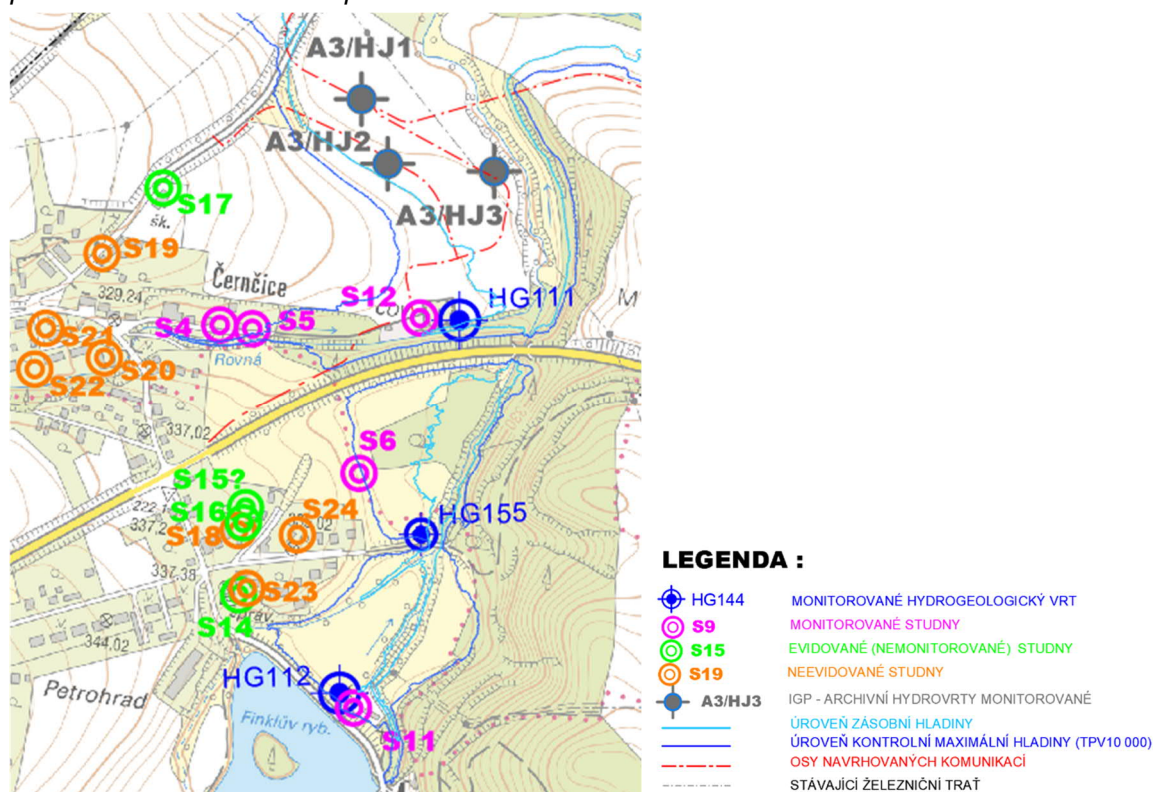 A3/HJ1
A3/HJ2
A3/HJ3
S17
šk.
S19
329.24
Černčice
S12
HG111
S4
S5
S21
Rovná
S20
S22
337,02
S6
S15?
S16
S24
HG155
S18
337.38
S23
S14
344.02
HG112
Petrohrad
Finklův ryb.
S11
LEGENDA :
HG144 MONITOROVANÉ HYDROGEOLOGICKÝ VRT
S9 MONITOROVANÉ STUDNY
S15 EVIDOVANÉ (NEMONITOROVANÉ) STUDNY
S19 NEEVIDOVANÉ STUDNY
A3/HJ3 IGP - ARCHIVNÍ HYDROVRTY MONITOROVANÉ
ÚROVEŇ ZÁSOBNÍ HLADINY
ÚROVEŇ KONTROLNÍ MAXIMÁLNÍ HLADINY (TPV10 000)
OSY NAVRHOVANÝCH KOMUNIKACÍ
STÁVAJÍCÍ ŽELEZNIČNÍ TRAŤ